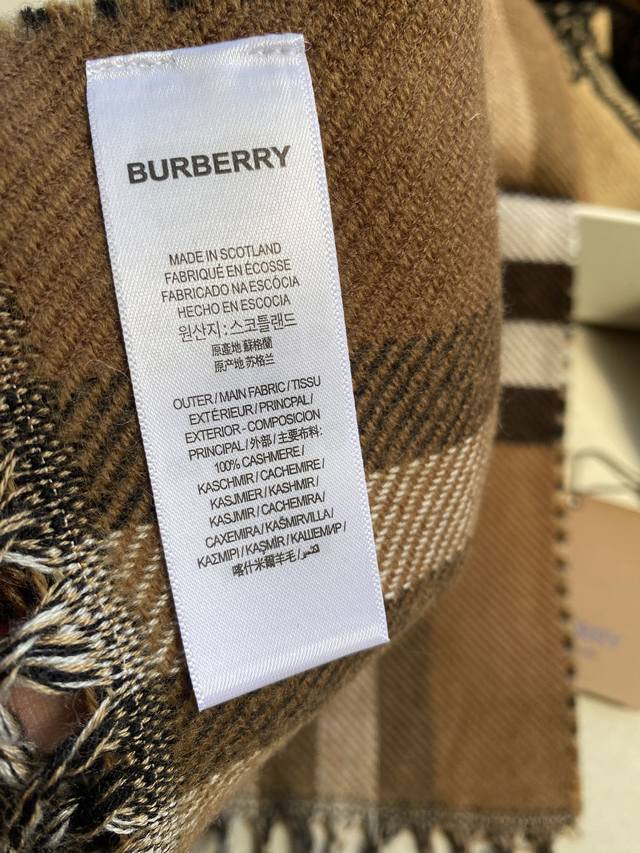 BURBERRY
MADE IN SCOTLAND
FABRIQUÉ EN ÉCOSSE
FABRICADO NA ESCÓCIA
HECHO EN ESCOCIA
원산지:스코틀랜드
原產地 蘇格蘭
原产地 苏格兰
OUTER / MAIN FABRIC / TISSU
EXTÉRIEUR / PRINCPAL /
EXTERIOR - COMPOSICION
PRINCIPAL / 外部 / 主要布料:
100% CASHMERE /
KASCHMIR / CACHEMIRE /
KASJMIER / KASHMIR /
KASJMIR / CACHEMIRA /
CAXEMIRA / KAŠMIRVILLA /
ΚΑΣΜΙΡΙ / KAŞMİR / КАШЕМИР /
喀什米爾羊毛 /